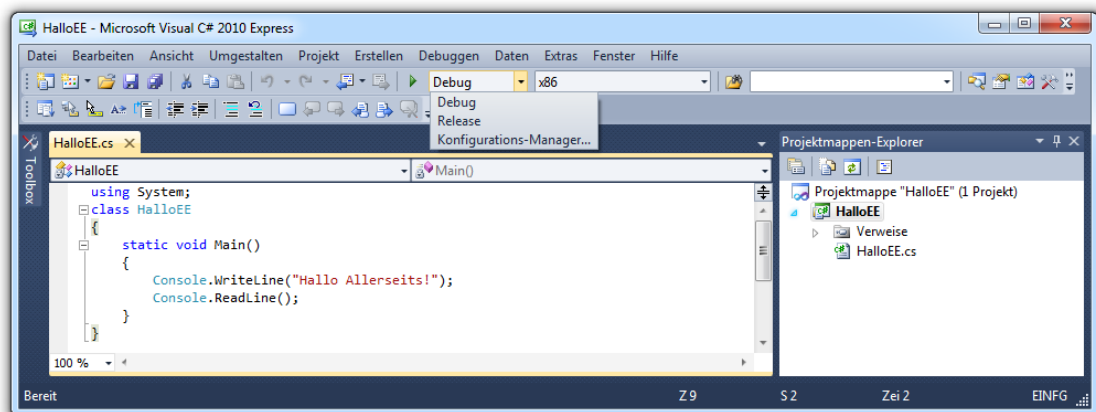 HalloEE - Microsoft Visual C# 2010 Express
Datei Bearbeiten Ansicht Umgestalten Projekt Erstellen Debuggen Daten Extras Fenster Hilfe
Debug x86
Debug
Release
Konfigurations-Manager...
Toolbox
HalloEE.cs
HalloEE Main()
using System;
class HalloEE
{
static void Main()
{
Console.WriteLine("Hallo Allerseits!");
Console.ReadLine();
}
}
100 %
Projektmappen-Explorer
Projektmappe "HalloEE" (1 Projekt)
HalloEE
Verweise
HalloEE.cs
Bereit Z 9 S 2 Zei 2 EINFG